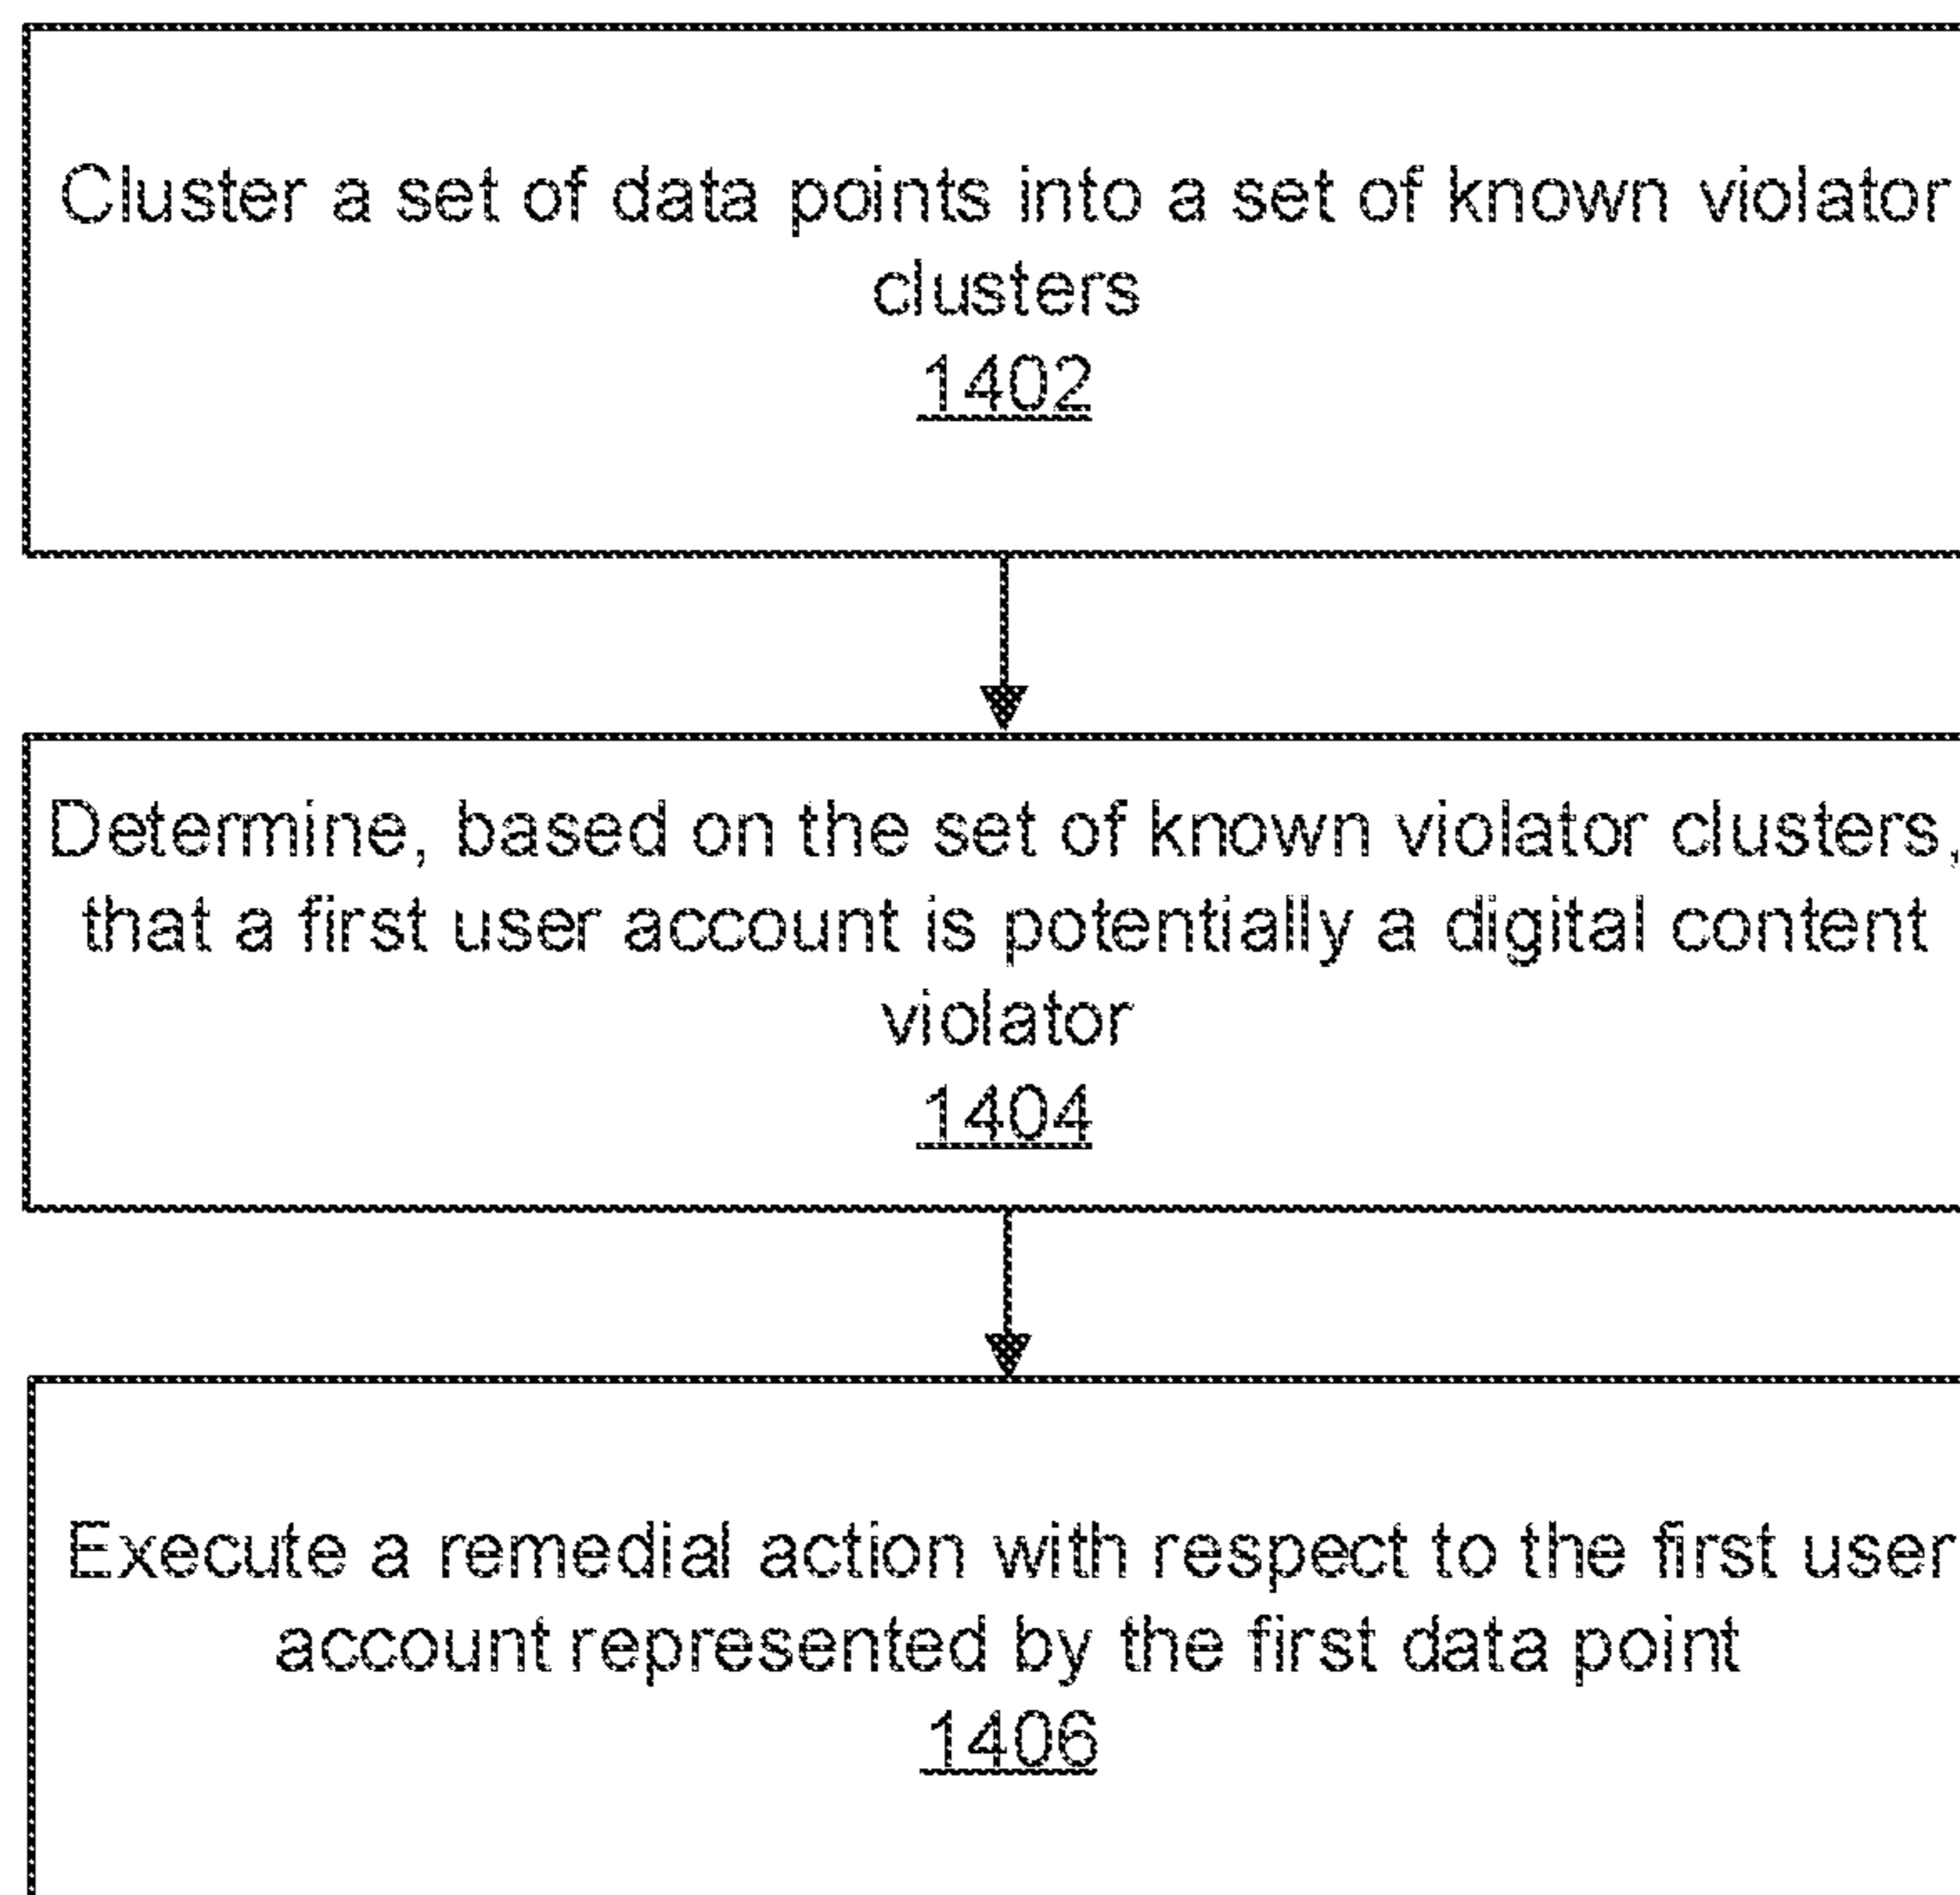 Cluster a set of data points into a set of known violator
clusters
1402
Determine, based on the set of known violator clusters,
that a first user account is potentially a digital content
violator
1404
Execute a remedial action with respect to the first user
account represented by the first data point
1406